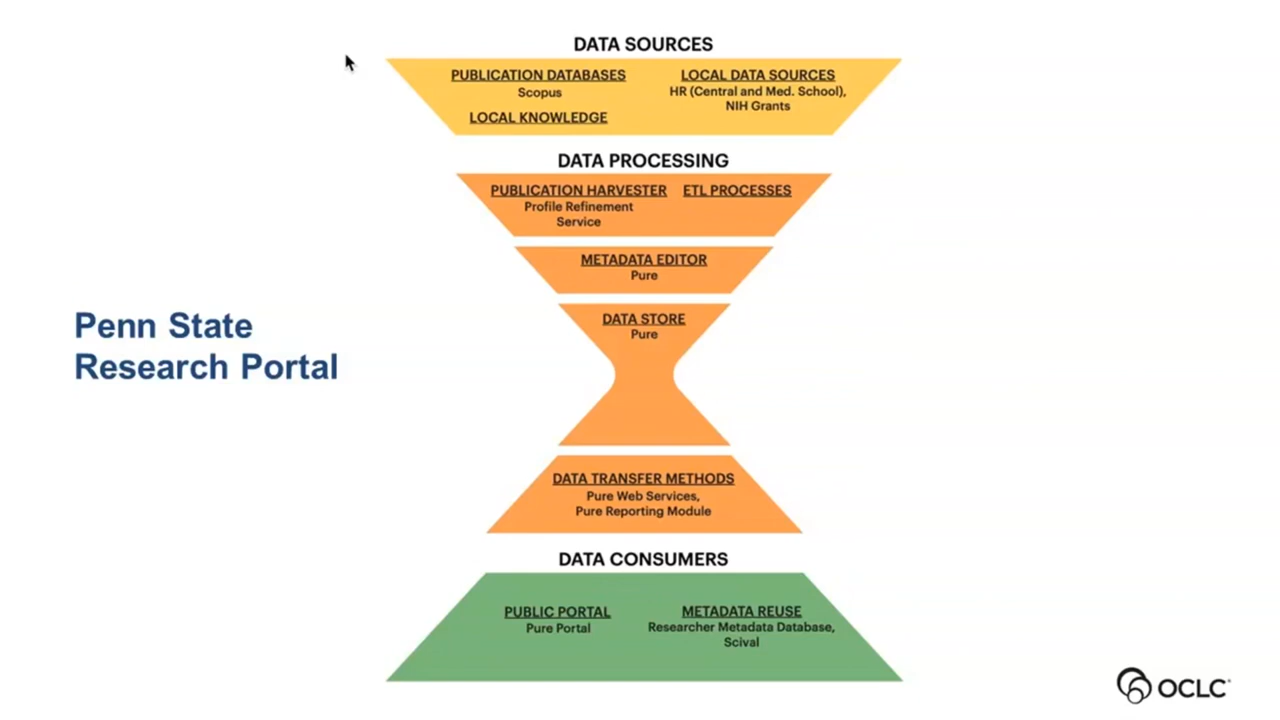 DATA SOURCES
PUBLICATION DATABASES
Scopus
LOCAL KNOWLEDGE
LOCAL DATA SOURCES
HR (Central and Med. School),
NIH Grants
DATA PROCESSING
PUBLICATION HARVESTER
Profile Refinement
Service
ETL PROCESSES
METADATA EDITOR
Pure
DATA STORE
Pure
Penn State
Research Portal
DATA TRANSFER METHODS
Pure Web Services,
Pure Reporting Module
DATA CONSUMERS
PUBLIC PORTAL
Pure Portal
METADATA REUSE
Researcher Metadata Database,
Scival
OCLC